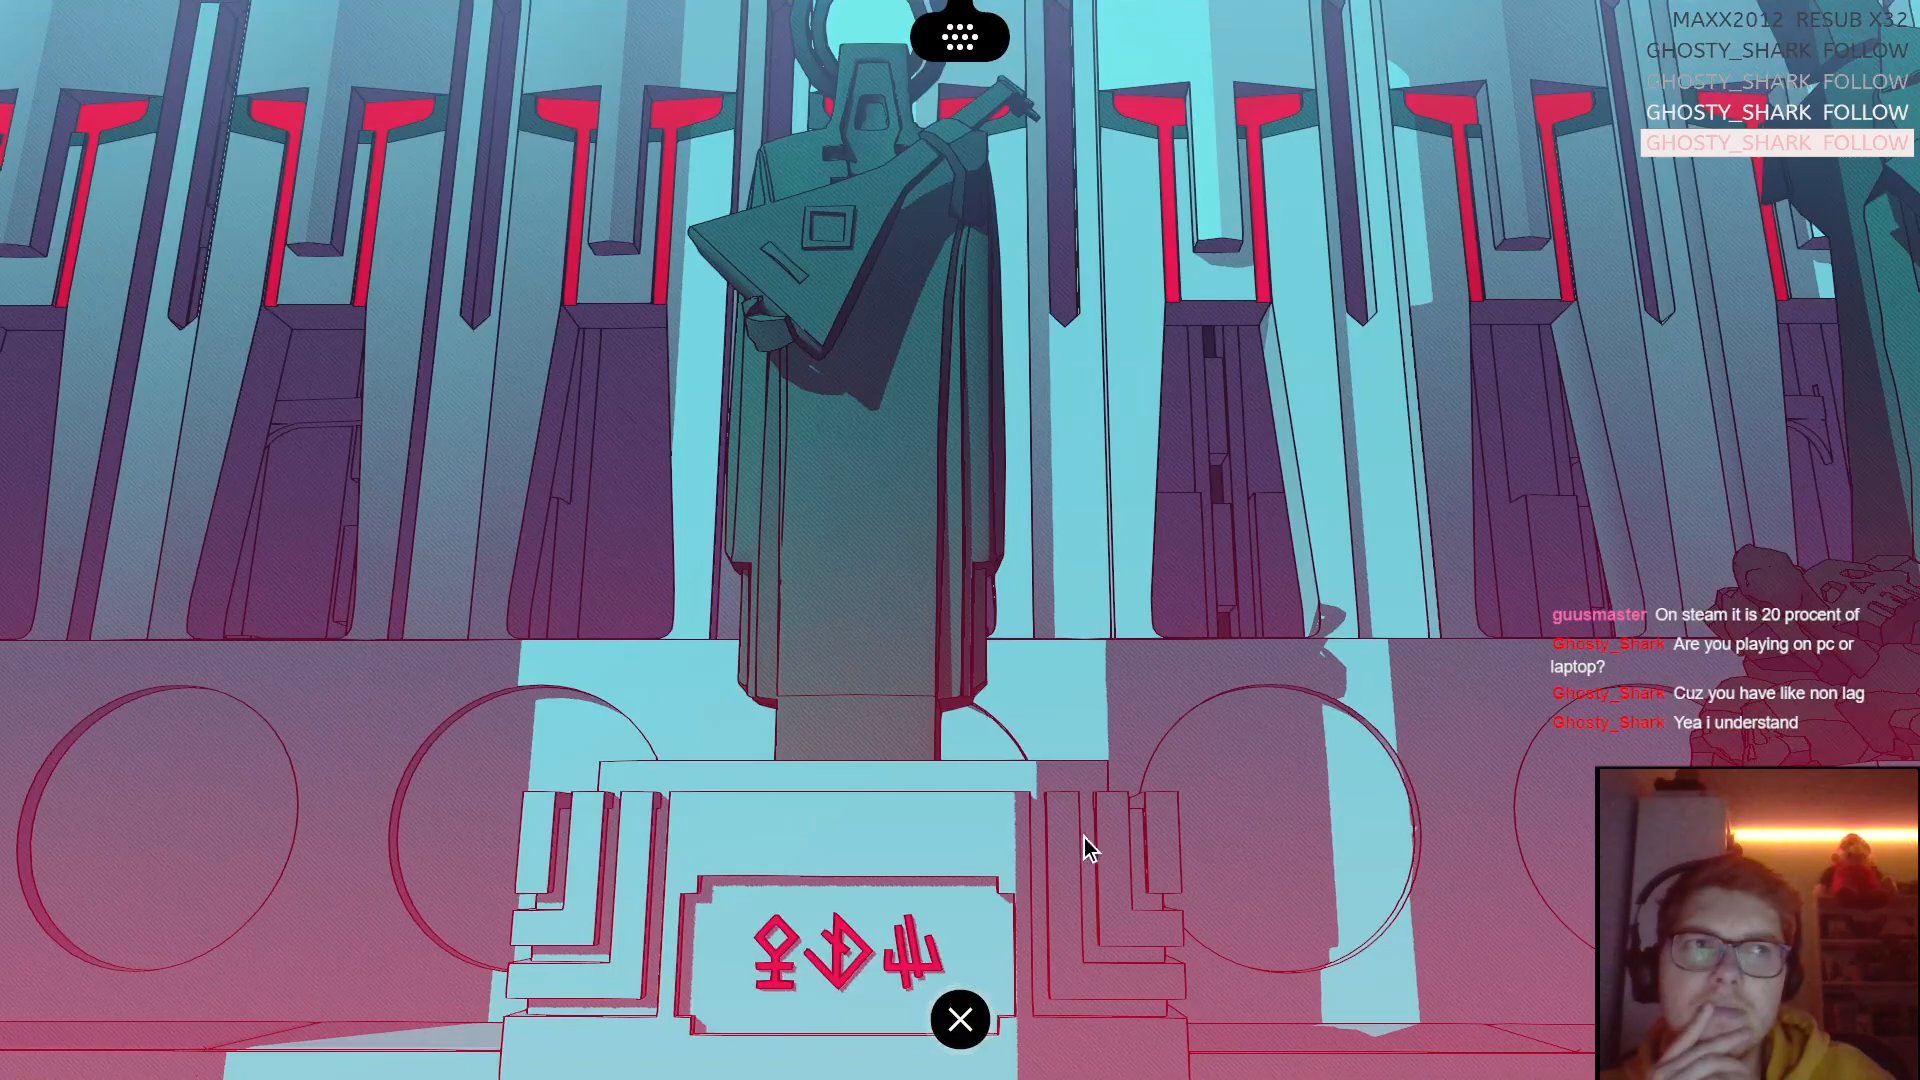 MAXX2012 RESUB X32
GHOSTY_SHARK FOLLOW
GHOSTY_SHARK FOLLOW
GHOSTY_SHARK FOLLOW
GHOSTY_SHARK FOLLOW
guusmaster On steam it is 20 procent of
Ghosty_Shark Are you playing on pc or
laptop?
Ghosty_Shark Cuz you have like non lag
Ghosty_Shark Yea i understand